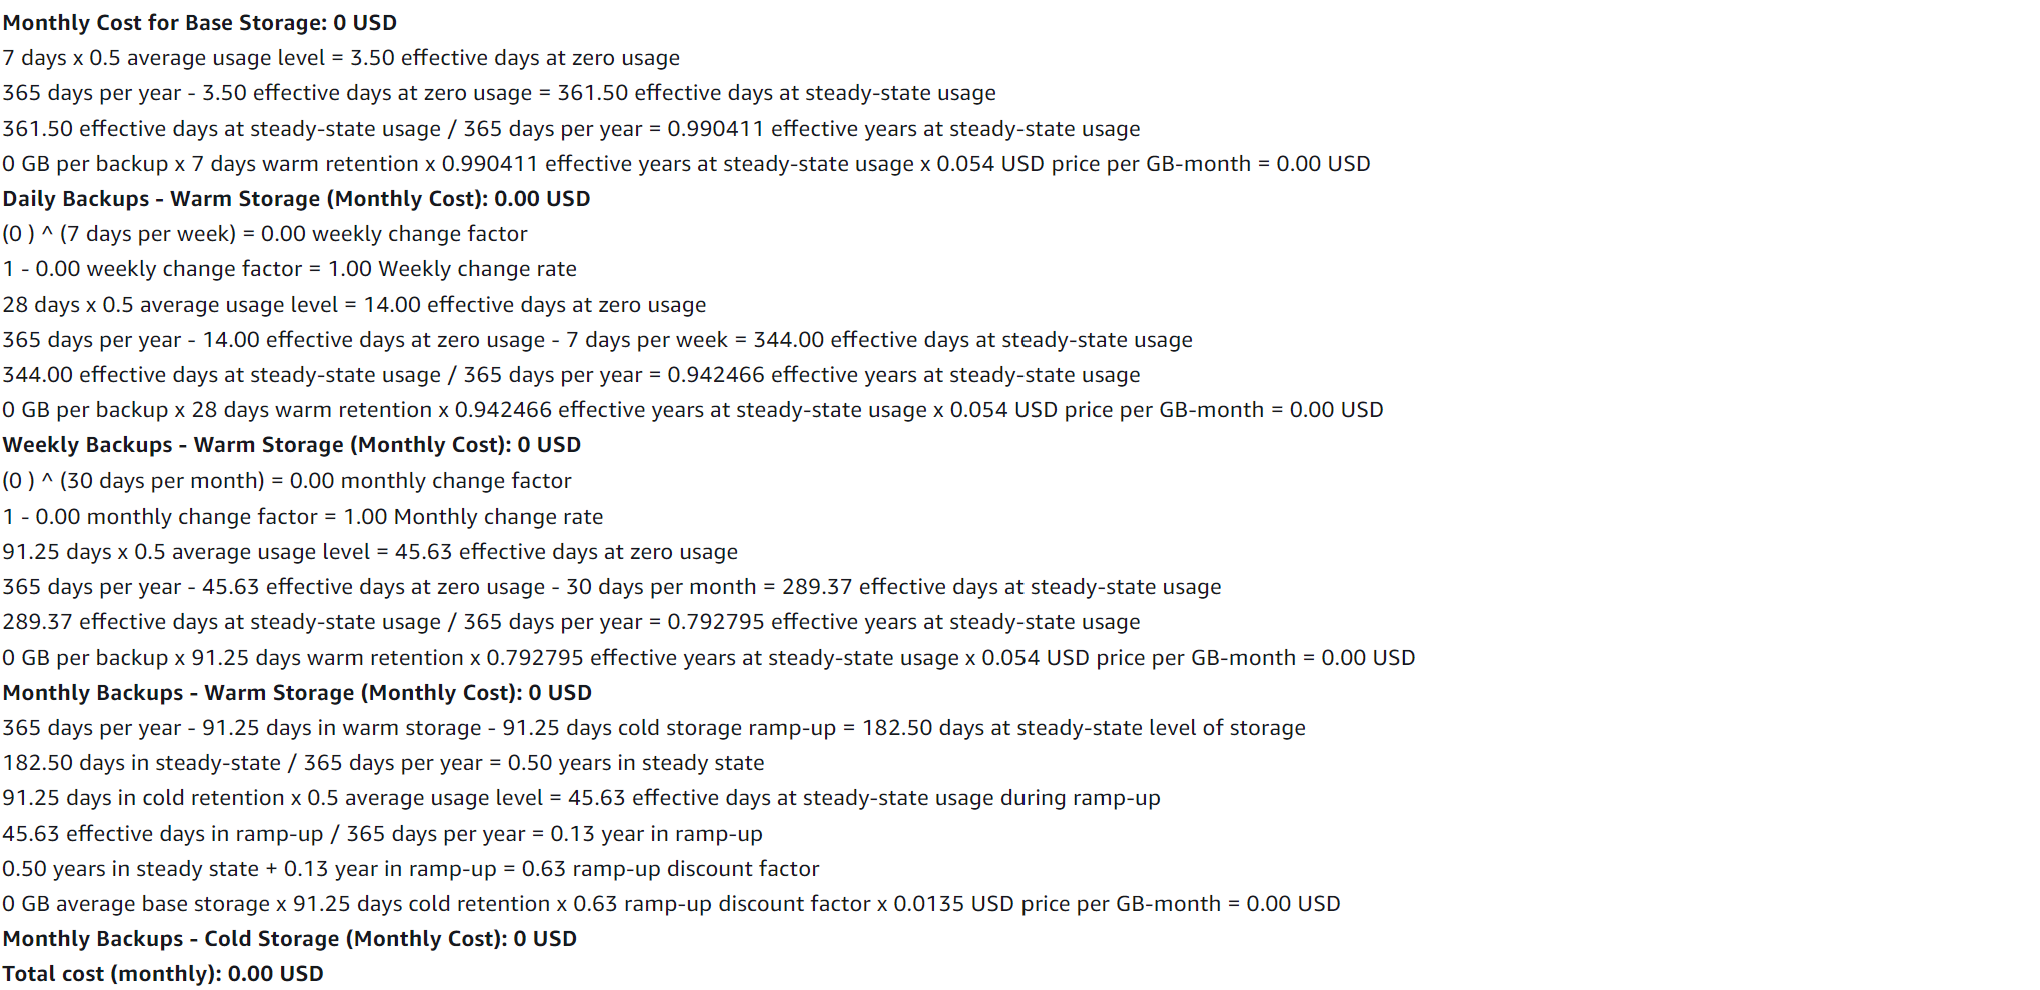 Monthly Cost for Base Storage: 0 USD
7 days x 0.5 average usage level = 3.50 effective days at zero usage
365 days per year - 3.50 effective days at zero usage = 361.50 effective days at steady-state usage
361.50 effective days at steady-state usage / 365 days per year = 0.990411 effective years at steady-state usage
0 GB per backup x 7 days warm retention x 0.990411 effective years at steady-state usage x 0.054 USD price per GB-month = 0.00 USD
Daily Backups - Warm Storage (Monthly Cost): 0.00 USD
(0 ) ^ (7 days per week) = 0.00 weekly change factor
1 - 0.00 weekly change factor = 1.00 Weekly change rate
28 days x 0.5 average usage level = 14.00 effective days at zero usage
365 days per year - 14.00 effective days at zero usage - 7 days per week = 344.00 effective days at steady-state usage
344.00 effective days at steady-state usage / 365 days per year = 0.942466 effective years at steady-state usage
0 GB per backup x 28 days warm retention x 0.942466 effective years at steady-state usage x 0.054 USD price per GB-month = 0.00 USD
Weekly Backups - Warm Storage (Monthly Cost): 0 USD
(0 ) ^ (30 days per month) = 0.00 monthly change factor
1 - 0.00 monthly change factor = 1.00 Monthly change rate
91.25 days x 0.5 average usage level = 45.63 effective days at zero usage
365 days per year - 45.63 effective days at zero usage - 30 days per month = 289.37 effective days at steady-state usage
289.37 effective days at steady-state usage / 365 days per year = 0.792795 effective years at steady-state usage
0 GB per backup x 91.25 days warm retention x 0.792795 effective years at steady-state usage x 0.054 USD price per GB-month = 0.00 USD
Monthly Backups - Warm Storage (Monthly Cost): 0 USD
365 days per year - 91.25 days in warm storage - 91.25 days cold storage ramp-up = 182.50 days at steady-state level of storage
182.50 days in steady-state / 365 days per year = 0.50 years in steady state
91.25 days in cold retention x 0.5 average usage level = 45.63 effective days at steady-state usage during ramp-up
45.63 effective days in ramp-up / 365 days per year = 0.13 year in ramp-up
0.50 years in steady state + 0.13 year in ramp-up = 0.63 ramp-up discount factor
0 GB average base storage x 91.25 days cold retention x 0.63 ramp-up discount factor x 0.0135 USD price per GB-month = 0.00 USD
Monthly Backups - Cold Storage (Monthly Cost): 0 USD
Total cost (monthly): 0.00 USD